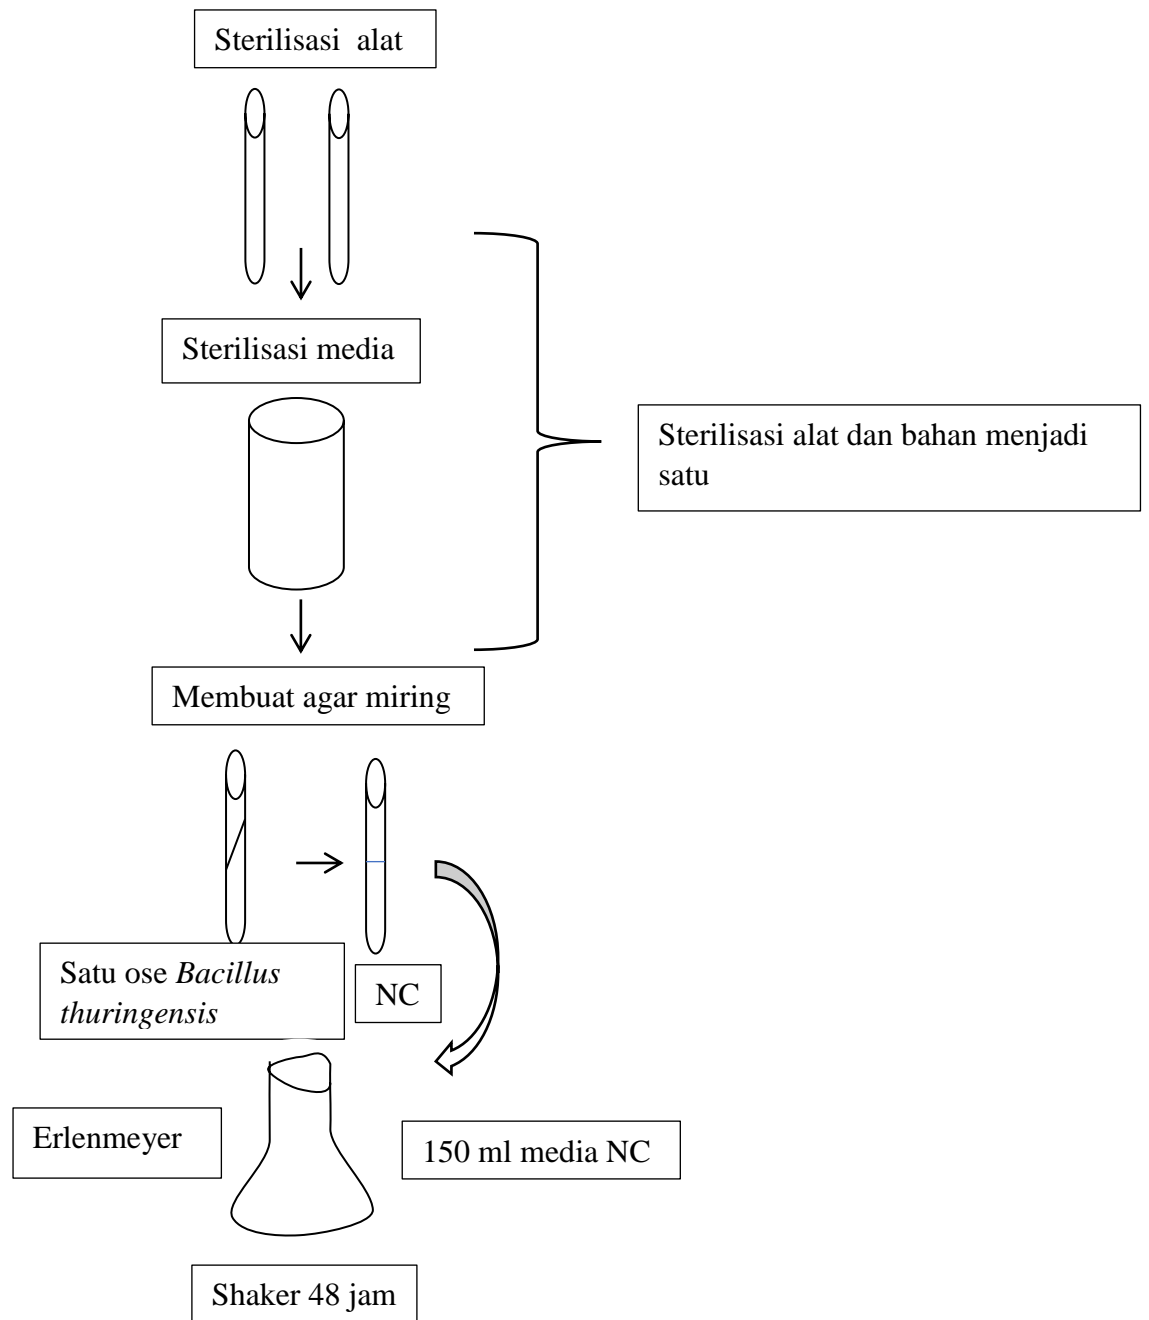 Sterilisasi alat
Sterilisasi media
Sterilisasi alat dan bahan menjadi
satu
Membuat agar miring
Satu ose Bacillus
thuringensis
NC
Erlenmeyer
150 ml media NC
Shaker 48 jam